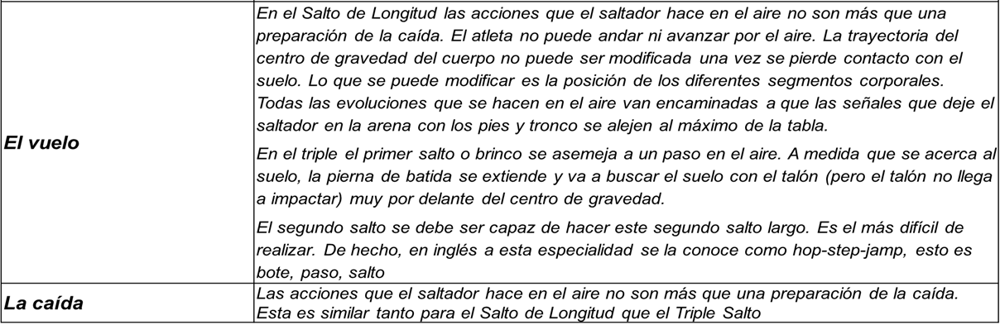 En el Salto de Longitud las acciones que el saltador hace en el aire no son más que una
preparación de la caída. El atleta no puede andar ni avanzar por el aire. La trayectoria del
centro de gravedad del cuerpo no puede ser modificada una vez se pierde contacto con el
suelo. Lo que se puede modificar es la posición de los diferentes segmentos corporales.
Todas las evoluciones que se hacen en el aire van encaminadas a que las señales que deje el
saltador en la arena con los pies y tronco se alejen al máximo de la tabla.
El vuelo
En el triple el primer salto o brinco se asemeja a un paso en el aire. A medida que se acerca al
suelo, la pierna de batida se extiende y va a buscar el suelo con el talón (pero el talón no llega
a impactar) muy por delante del centro de gravedad.
El segundo salto se debe ser capaz de hacer este segundo salto largo. Es el más difícil de
realizar. De hecho, en inglés a esta especialidad se la conoce como hop-step-jamp, esto es
bote, paso, salto
La caída
Las acciones que el saltador hace en el aire no son más que una preparación de la caída.
Esta es similar tanto para el Salto de Longitud que el Triple Salto